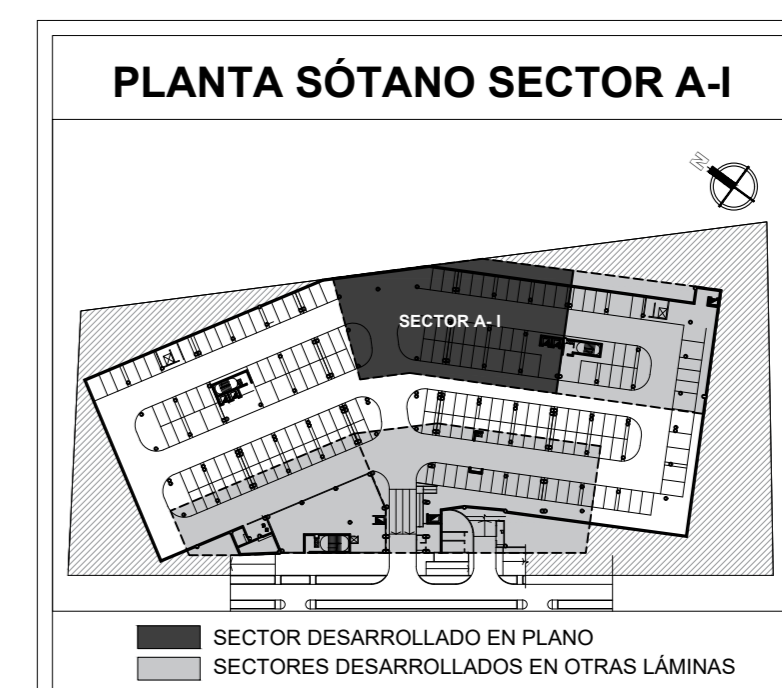 PLANTA SÓTANO SECTOR A-I
N
SECTOR A- I
SECTOR DESARROLLADO EN PLANO
SECTORES DESARROLLADOS EN OTRAS LÁMINAS